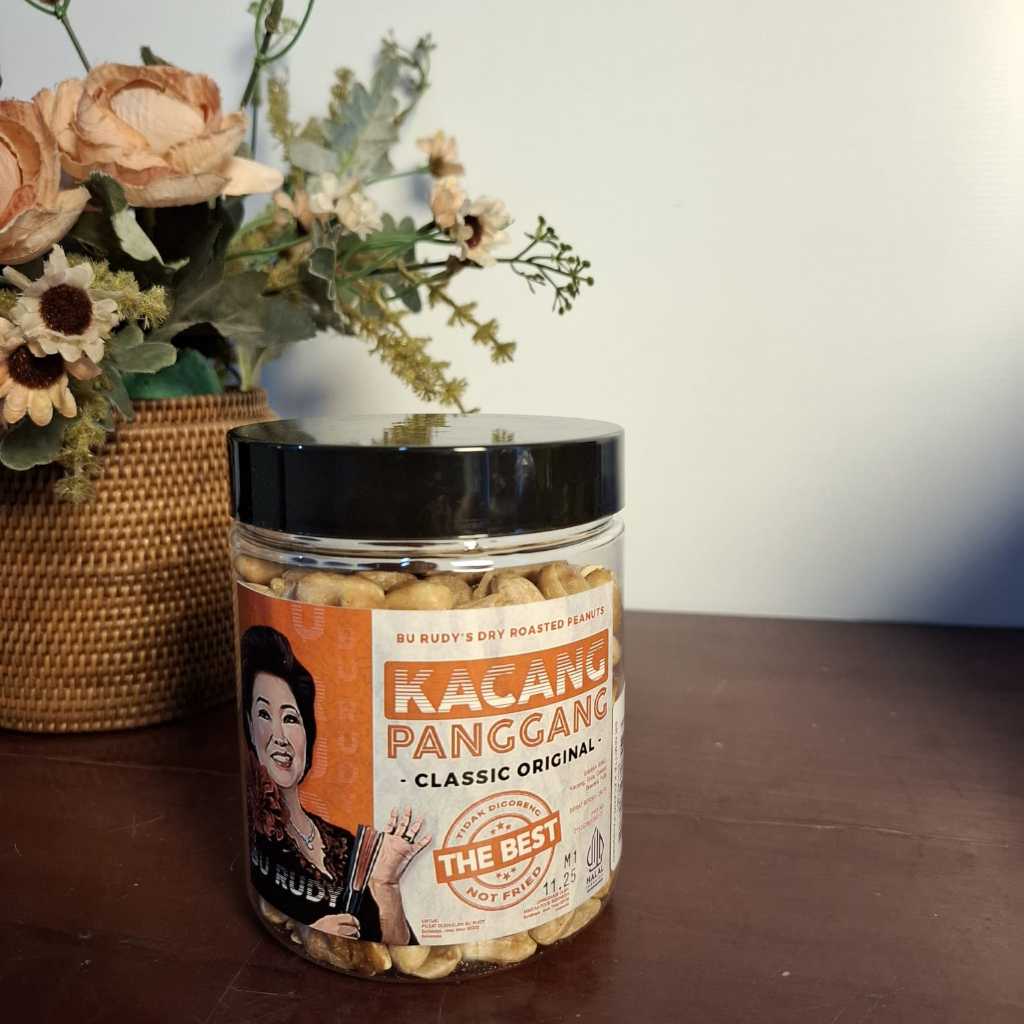 BU RUDY'S DRY ROASTED PEANUTS
KACANG
PANGGANG
- CLASSIC ORIGINAL -
TIDAK DIGORENG
THE BEST
NOT FRIED
M1
11.25
HALAL
BU RUDY